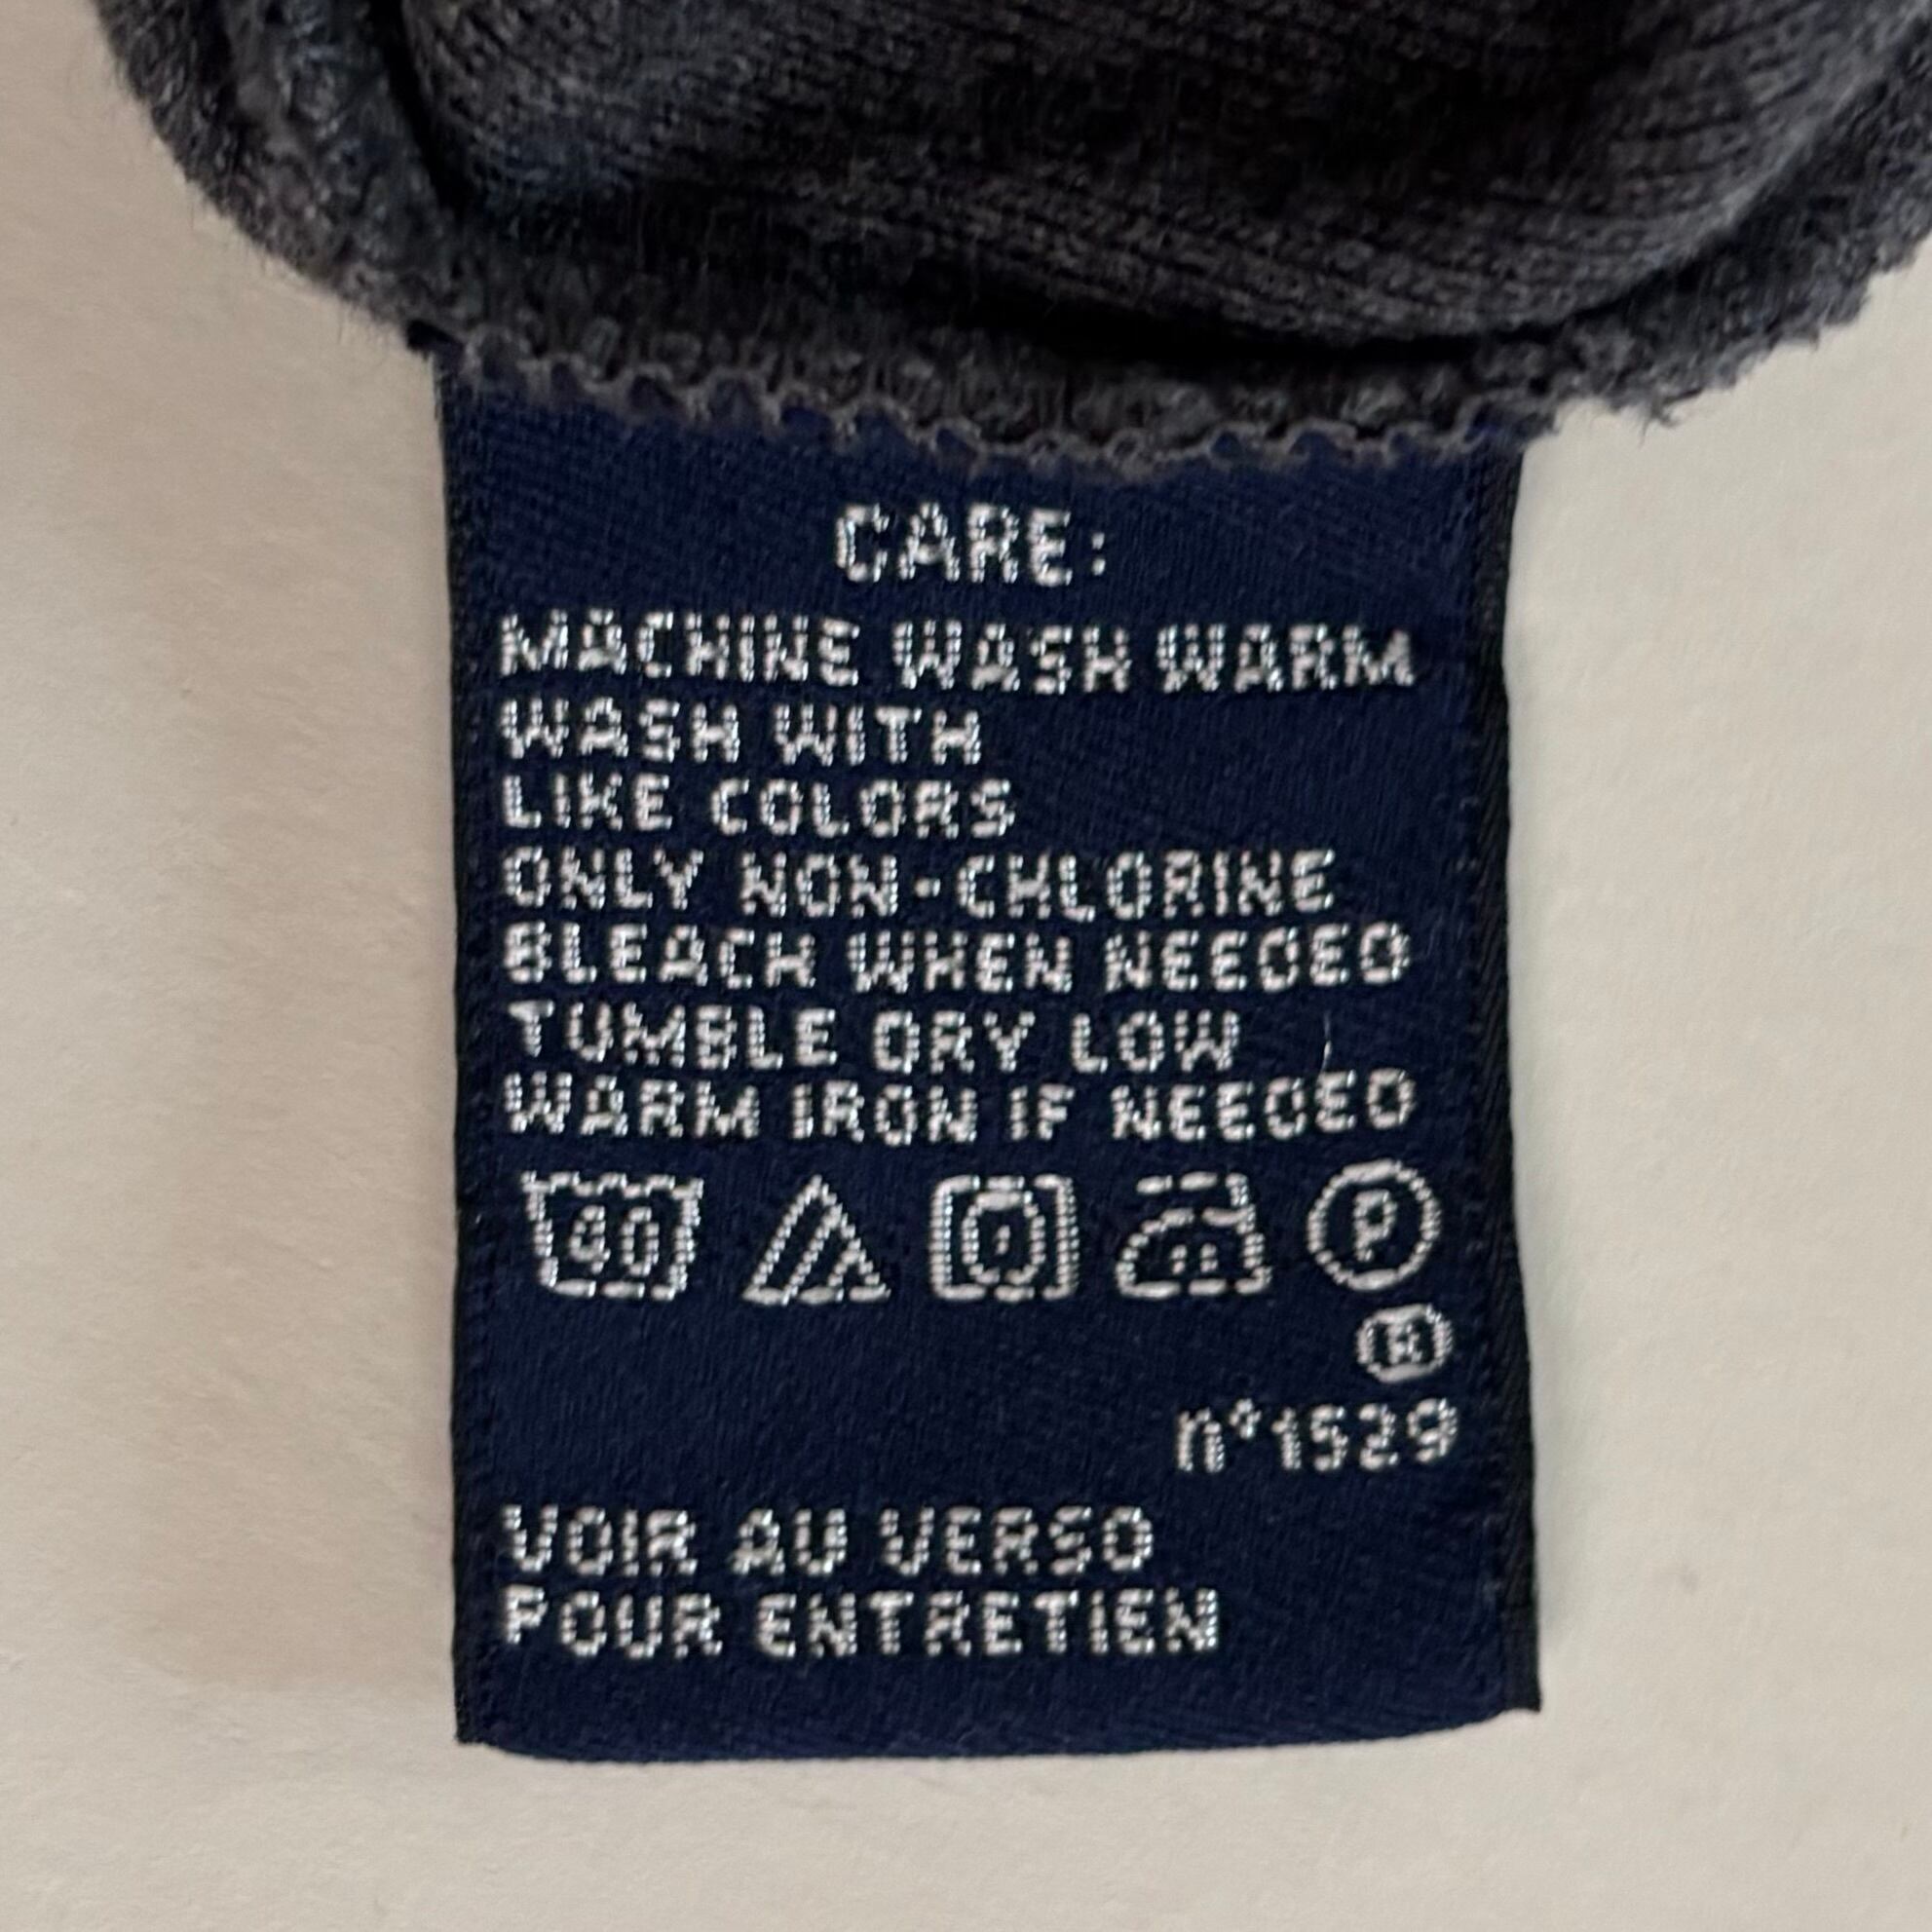 CARE:
MACHINE WASH WARM
WASH WITH
LIKE COLORS
ONLY NON-CHLORINE
BLEACH WHEN NEEDED
TUMBLE DRY LOW
WARM IRON IF NEEDED
40 P
R
n°1529
VOIR AU VERSO
POUR ENTRETIEN